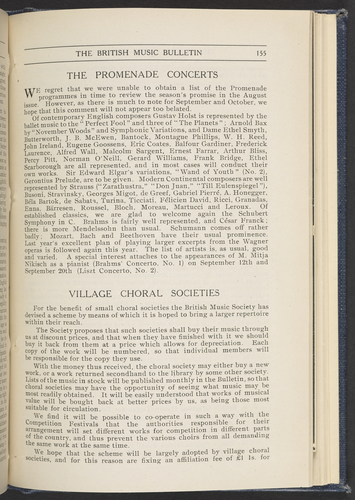 THE BRITISH MUSIC BULLETIN 155
THE PROMENADE CONCERTS
WE regret that we were unable to obtain a list of the Promenade
programmes in time to review the season's promise in the August
issue. However, as there is much to note for September and October, we
hope that this comment will not appear too belated.
Of contemporary English composers Gustav Holst is represented by the
ballet music to the "Perfect Fool" and three of "The Planets"; Arnold Bax
by "November Woods" and Symphonic Variations, and Dame Ethel Smyth,
Butterworth, J. B. McEwen, Bantock, Montague Phillips, W. H. Reed,
John Ireland, Eugene Goossens, Eric Coates, Balfour Gardiner, Frederick
Laurence, Alfred Wall, Malcolm Sargent, Ernest Farrar, Arthur Bliss,
Percy Pitt, Norman O'Neill, Gerard Williams, Frank Bridge, Ethel
Scarborough are all represented, and in most cases will conduct their
own works. Sir Edward Elgar's variations, "Wand of Youth" (No. 2),
Gerontius Prelude, are to be given. Modern Continental composers are well
represented by Strauss ("Zarathustra," "Don Juan," "Till Eulenspiegel"),
Busoni, Stravinsky, Georges Migot, de Greef, Gabriel Pierné, A. Honegger,
Béla Bartok, de Sabata, Turina, Ticciati, Félicien David, Ricci, Granados,
Enna, Bärresen, Roussel, Bloch, Moreau, Martucci and Leroux. Of
established classics, we are glad to welcome again the Schubert
Symphony in C. Brahms is fairly well represented, and César Franck;
there is more Mendelssohn than usual. Schumann comes off rather
badly. Mozart, Bach and Beethoven have their usual prominence.
Last year's excellent plan of playing larger excerpts from the Wagner
operas is followed again this year. The list of artists is, as usual, good
and varied. A special interest attaches to the appearances of M. Mitja
Nikisch as a pianist (Brahms' Concerto, No. 1) on September 12th and
September 20th (Liszt Concerto, No. 2).
VILLAGE CHORAL SOCIETIES
For the benefit of small choral societies the British Music Society has
devised a scheme by means of which it is hoped to bring a larger repertoire
within their reach.
The Society proposes that such societies shall buy their music through
us at discount prices, and that when they have finished with it we should
buy it back from them at a price which allows for depreciation. Each
copy of the work will be numbered, so that individual members will
be responsible for the copy they use.
With the money thus received, the choral society may either buy a new
work, or a work returned secondhand to the library by some other society.
Lists of the music in stock will be published monthly in the Bulletin, so that
choral societies may have the opportunity of seeing what music may be
most readily obtained. It will be easily understood that works of musical
value will be bought back at better prices by us, as being those most
suitable for circulation.
We find it will be possible to co-operate in such a way with the
Competition Festivals that the authorities responsible for their
arrangement will set different works for competition in different parts
of the country, and thus prevent the various choirs from all demanding
the same work at the same time.
We hope that the scheme will be largely adopted by village choral
societies, and for this reason are fixing an affiliation fee of £1 1s. for